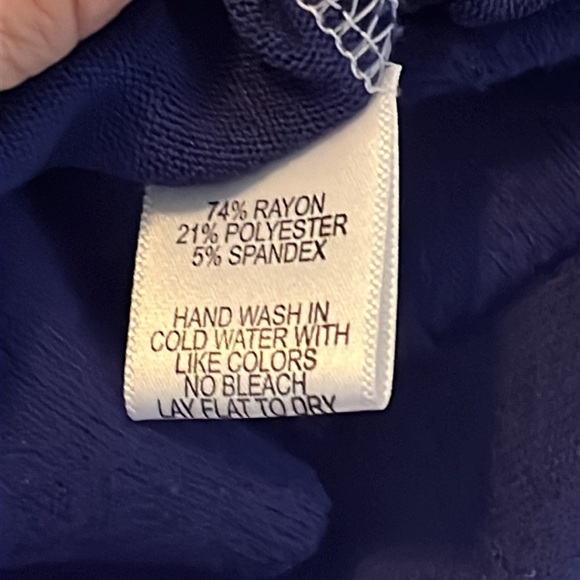 74% RAYON
21% POLYESTER
5% SPANDEX
HAND WASH IN
COLD WATER WITH
LIKE COLORS
NO BLEACH
LAY FLAT TO DRY